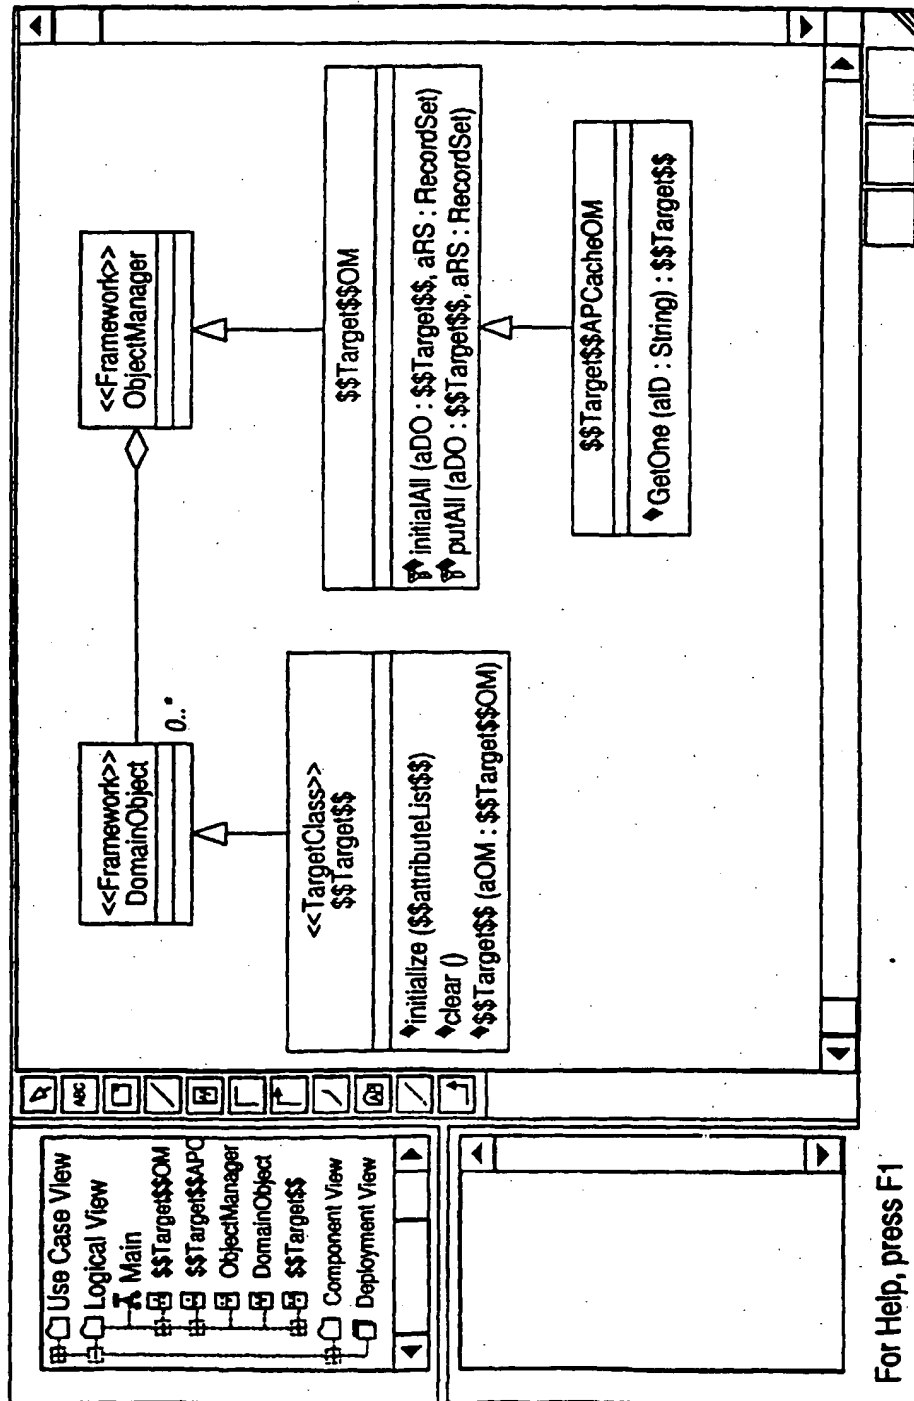 Use Case View
Logical View
Main
$$Target$$OM
$$Target$$APC
ObjectManager
DomainObject
$$Target$$
Component View
Deployment View
ABC
<<Framework>>
DomainObject
0..*
<<Framework>>
ObjectManager
<<TargetClass>>
$$Target$$
initialize ($$attributeList$$)
clear ()
$$Target$$ (aOM : $$Target$$OM)
$$Target$$OM
initialAll (aDO : $$Target$$, aRS : RecordSet)
putAll (aDO : $$Target$$, aRS : RecordSet)
$$Target$$APCacheOM
GetOne (aID : String) : $$Target$$
For Help, press F1